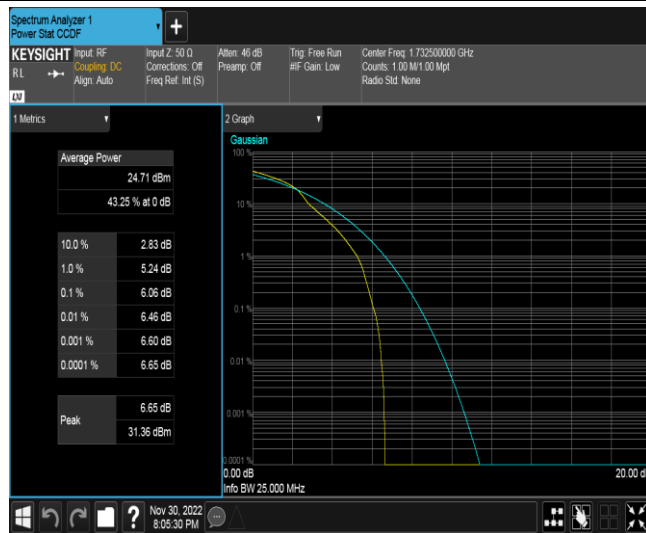 Spectrum Analyzer 1
Power Stat CCDF
+
KEYSIGHT
RL
LXI
Input: RF
Coupling: DC
Align: Auto
Input Z: 50 Ω
Corrections: Off
Freq Ref: Int (S)
Atten: 46 dB
Preamp: Off
Trig: Free Run
#IF Gain: Low
Center Freq: 1.732500000 GHz
Counts: 1.00 M/1.00 Mpt
Radio Std: None
1 Metrics
Average Power
24.71 dBm
43.25 % at 0 dB
10.0 % 2.83 dB
1.0 % 5.24 dB
0.1 % 6.06 dB
0.01 % 6.46 dB
0.001 % 6.60 dB
0.0001 % 6.65 dB
Peak
6.65 dB
31.36 dBm
2 Graph
Gaussian
100 %
10 %
1 %
0.1 %
0.01 %
0.001 %
0.0001 %
0.00 dB 20.00 d
Info BW 25.000 MHz
?
Nov 30, 2022
8:05:30 PM